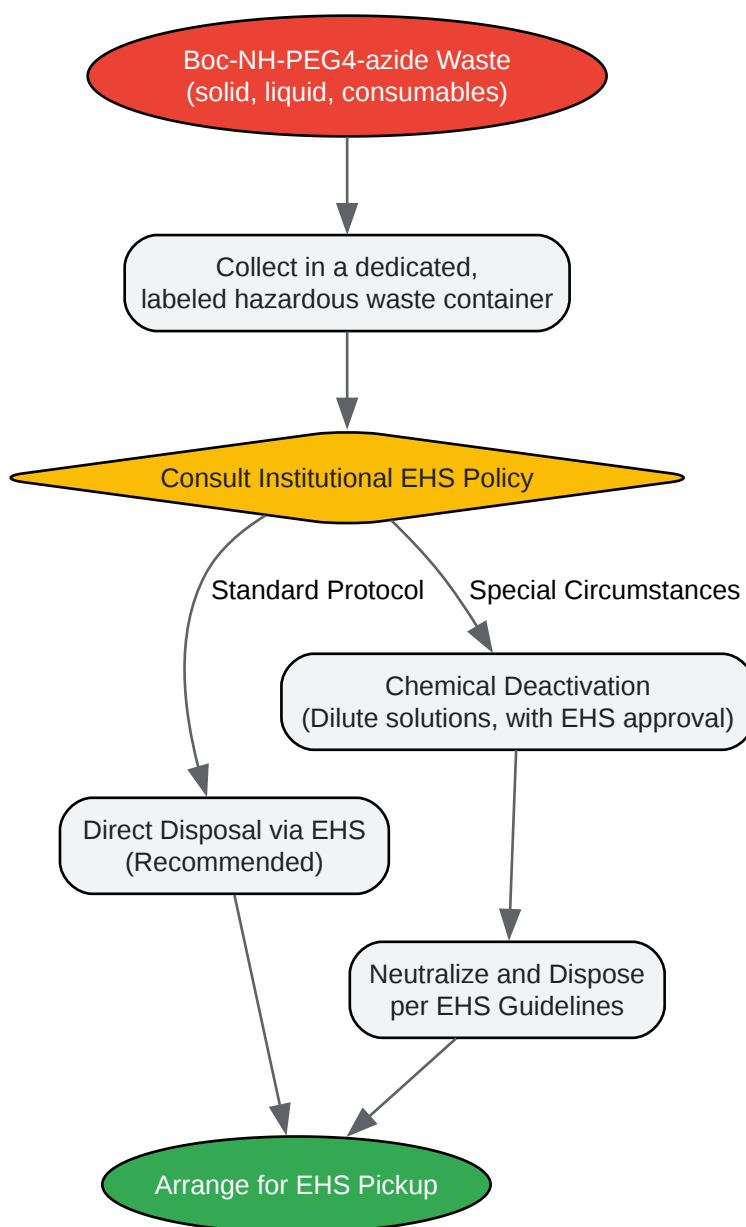 Boc-NH-PEG4-azide Waste
(solid, liquid, consumables)
Collect in a dedicated,
labeled hazardous waste container
Consult Institutional EHS Policy
Standard Protocol
Special Circumstances
Chemical Deactivation
(Dilute solutions, with EHS approval)
Direct Disposal via EHS
(Recommended)
Neutralize and Dispose
per EHS Guidelines
Arrange for EHS Pickup